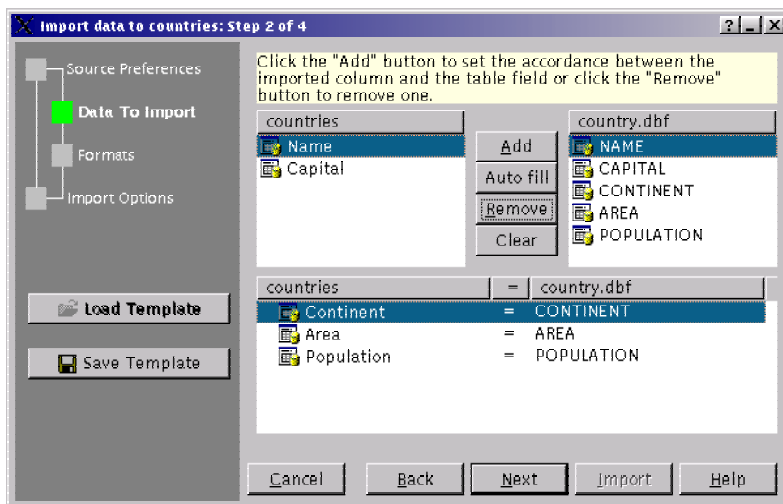 Import data to countries: Step 2 of 4
Source Preferences
Data To Import
Formats
Import Options
Load Template
Save Template
Click the "Add" button to set the accordance between the
imported column and the table field or click the "Remove"
button to remove one.
countries
Name
Capital
Add
Auto fill
Remove
Clear
country.dbf
NAME
CAPITAL
CONTINENT
AREA
POPULATION
countries = country.dbf
Continent = CONTINENT
Area = AREA
Population = POPULATION
Cancel Back Next Import Help